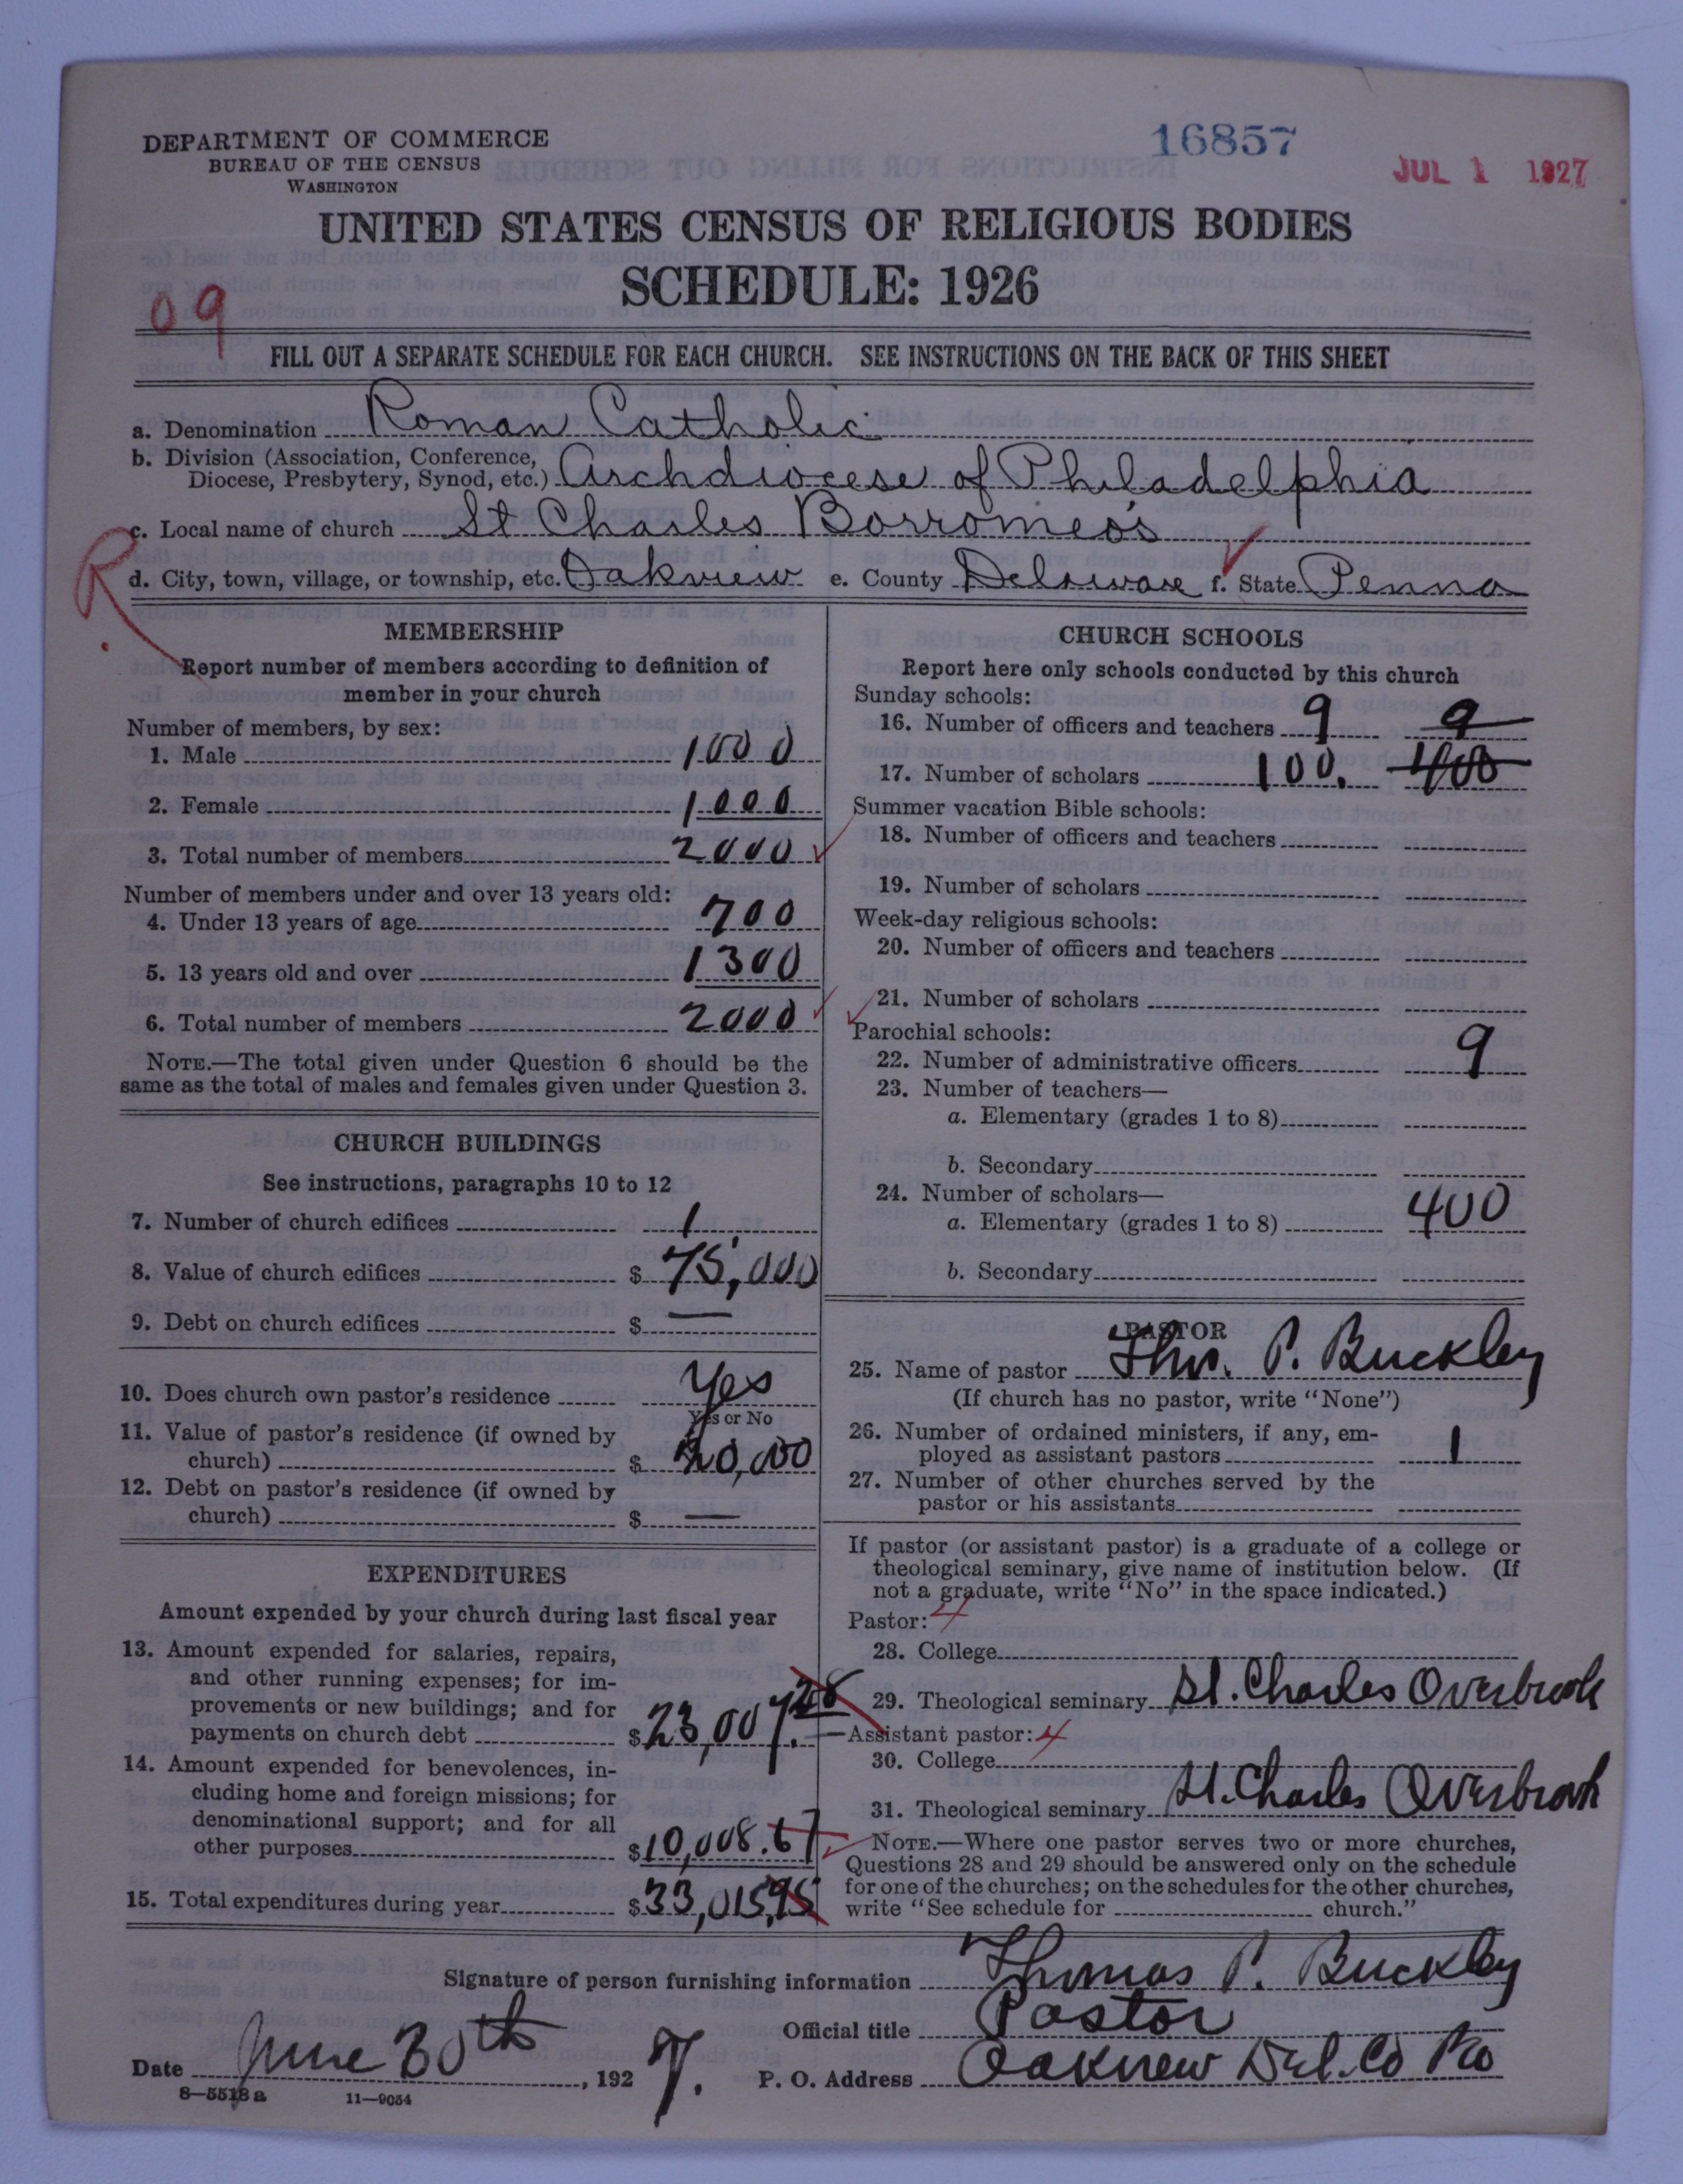 DEPARTMENT OF COMMERCE
BUREAU OF THE CENSUS
WASHINGTON
16857
JUL 1 1927
UNITED STATES CENSUS OF RELIGIOUS BODIES
SCHEDULE: 1926
09
FILL OUT A SEPARATE SCHEDULE FOR EACH CHURCH. SEE INSTRUCTIONS ON THE BACK OF THIS SHEET
a. Denomination Roman Catholic
b. Division (Association, Conference, Diocese, Presbytery, Synod, etc.) Archdiocese of Philadelphia
c. Local name of church St Charles Borromeo's
R
d. City, town, village, or township, etc. Oakview e. County Delaware f. State Penna
MEMBERSHIP
Report number of members according to definition of
member in your church
Number of members, by sex:
1. Male 1000
2. Female 1000
3. Total number of members 2000
Number of members under and over 13 years old:
4. Under 13 years of age 700
5. 13 years old and over 1300
6. Total number of members 2000
NOTE.—The total given under Question 6 should be the
same as the total of males and females given under Question 3.
CHURCH BUILDINGS
See instructions, paragraphs 10 to 12
7. Number of church edifices 1
8. Value of church edifices $ 75,000
9. Debt on church edifices $ —
10. Does church own pastor's residence Yes
Yes or No
11. Value of pastor's residence (if owned by
church) $ 20,000
12. Debt on pastor's residence (if owned by
church) $ —
EXPENDITURES
Amount expended by your church during last fiscal year
13. Amount expended for salaries, repairs,
and other running expenses; for im-
provements or new buildings; and for
payments on church debt $ 23,007.28
14. Amount expended for benevolences, in-
cluding home and foreign missions; for
denominational support; and for all
other purposes $ 10,008.67
15. Total expenditures during year $ 33,015,95
CHURCH SCHOOLS
Report here only schools conducted by this church
Sunday schools:
16. Number of officers and teachers 9 9
17. Number of scholars 100. 400
Summer vacation Bible schools:
18. Number of officers and teachers
19. Number of scholars
Week-day religious schools:
20. Number of officers and teachers
21. Number of scholars
Parochial schools:
22. Number of administrative officers 9
23. Number of teachers—
a. Elementary (grades 1 to 8)
b. Secondary
24. Number of scholars—
a. Elementary (grades 1 to 8) 400
b. Secondary
PASTOR
25. Name of pastor Thos. P. Buckley
(If church has no pastor, write "None")
26. Number of ordained ministers, if any, em-
ployed as assistant pastors 1
27. Number of other churches served by the
pastor or his assistants
If pastor (or assistant pastor) is a graduate of a college or
theological seminary, give name of institution below. (If
not a graduate, write "No" in the space indicated.)
Pastor: 4
28. College
29. Theological seminary St. Charles Overbrook
Assistant pastor: 4
30. College
31. Theological seminary St. Charles Overbrook
NOTE.—Where one pastor serves two or more churches,
Questions 28 and 29 should be answered only on the schedule
for one of the churches; on the schedules for the other churches,
write "See schedule for church."
Signature of person furnishing information Thomas P. Buckley
Official title Pastor
Date June 30th, 1927. P. O. Address Oakview Del. Co Pa
8—5518 a 11—9054